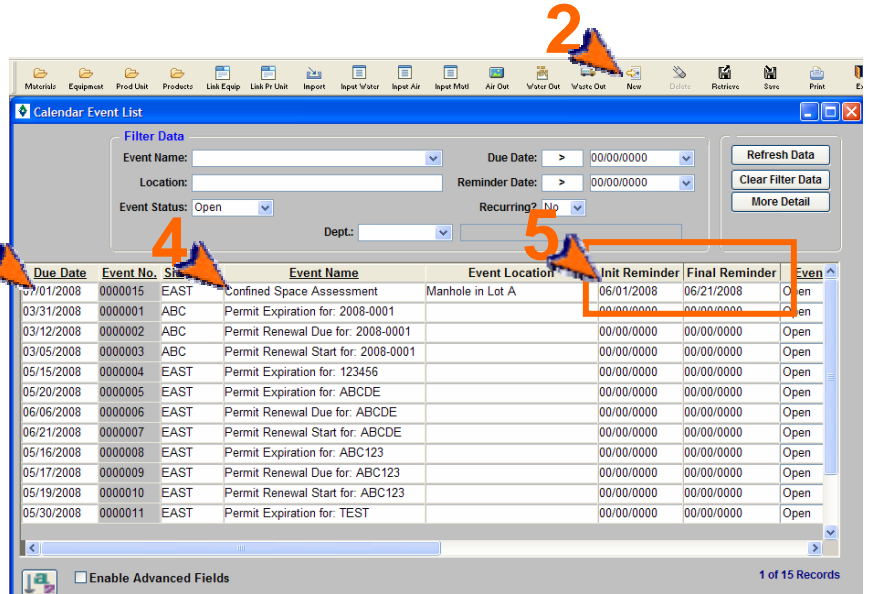 2
Materials Equipment Prod Unit Products Link Equip Link Pr Unit Import Input Water Input Air Input Matl Air Out Water Out Waste Out New Delete Retrieve Save Print
Calendar Event List
Filter Data
Event Name: Due Date: > 00/00/0000 Refresh Data
Location: Reminder Date: > 00/00/0000 Clear Filter Data
Event Status: Open Recurring? No More Detail
Dept.:
4 5
Due Date Event No. Event Name Event Location Init Reminder Final Reminder Even
07/01/2008 0000015 EAST Confined Space Assessment Manhole in Lot A 06/01/2008 06/21/2008 Open
03/31/2008 0000001 ABC Permit Expiration for: 2008-0001 00/00/0000 00/00/0000 Open
03/12/2008 0000002 ABC Permit Renewal Due for: 2008-0001 00/00/0000 00/00/0000 Open
03/05/2008 0000003 ABC Permit Renewal Start for: 2008-0001 00/00/0000 00/00/0000 Open
05/15/2008 0000004 EAST Permit Expiration for: 123456 00/00/0000 00/00/0000 Open
05/20/2008 0000005 EAST Permit Expiration for: ABCDE 00/00/0000 00/00/0000 Open
06/06/2008 0000006 EAST Permit Renewal Due for: ABCDE 00/00/0000 00/00/0000 Open
06/21/2008 0000007 EAST Permit Renewal Start for: ABCDE 00/00/0000 00/00/0000 Open
05/16/2008 0000008 EAST Permit Expiration for: ABC123 00/00/0000 00/00/0000 Open
05/17/2008 0000009 EAST Permit Renewal Due for: ABC123 00/00/0000 00/00/0000 Open
05/19/2008 0000010 EAST Permit Renewal Start for: ABC123 00/00/0000 00/00/0000 Open
05/30/2008 0000011 EAST Permit Expiration for: TEST 00/00/0000 00/00/0000 Open
Enable Advanced Fields 1 of 15 Records